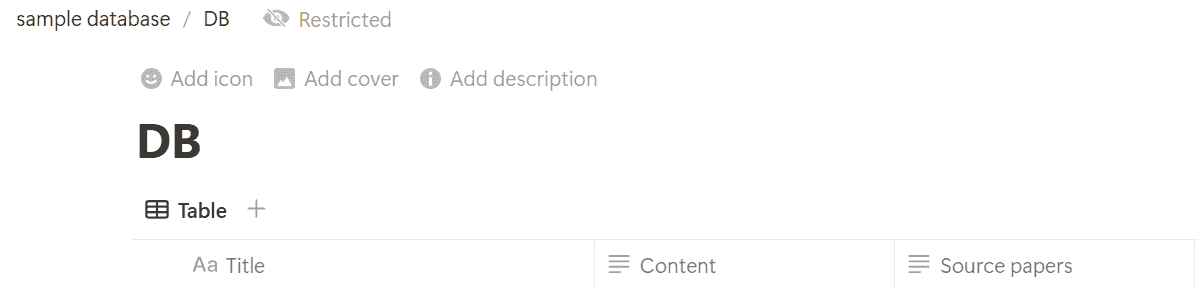 sample database / DB Restricted
Add icon Add cover Add description
DB
Table +
Aa Title Content Source papers